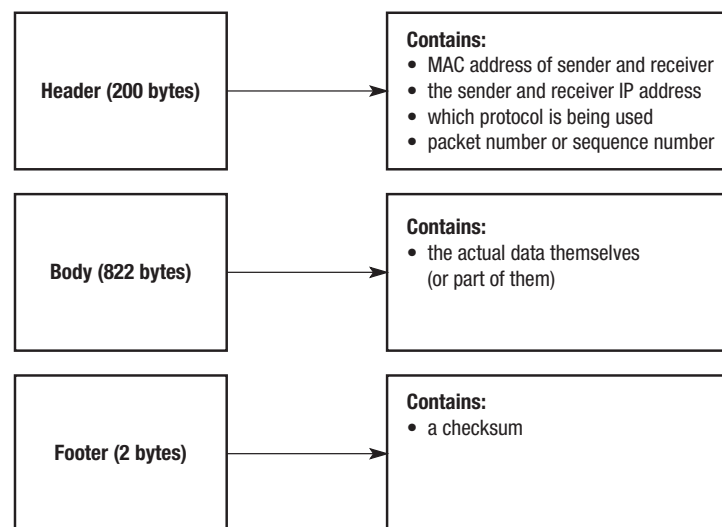 Header (200 bytes)
Contains:
• MAC address of sender and receiver
• the sender and receiver IP address
• which protocol is being used
• packet number or sequence number
Body (822 bytes)
Contains:
• the actual data themselves
(or part of them)
Footer (2 bytes)
Contains:
• a checksum